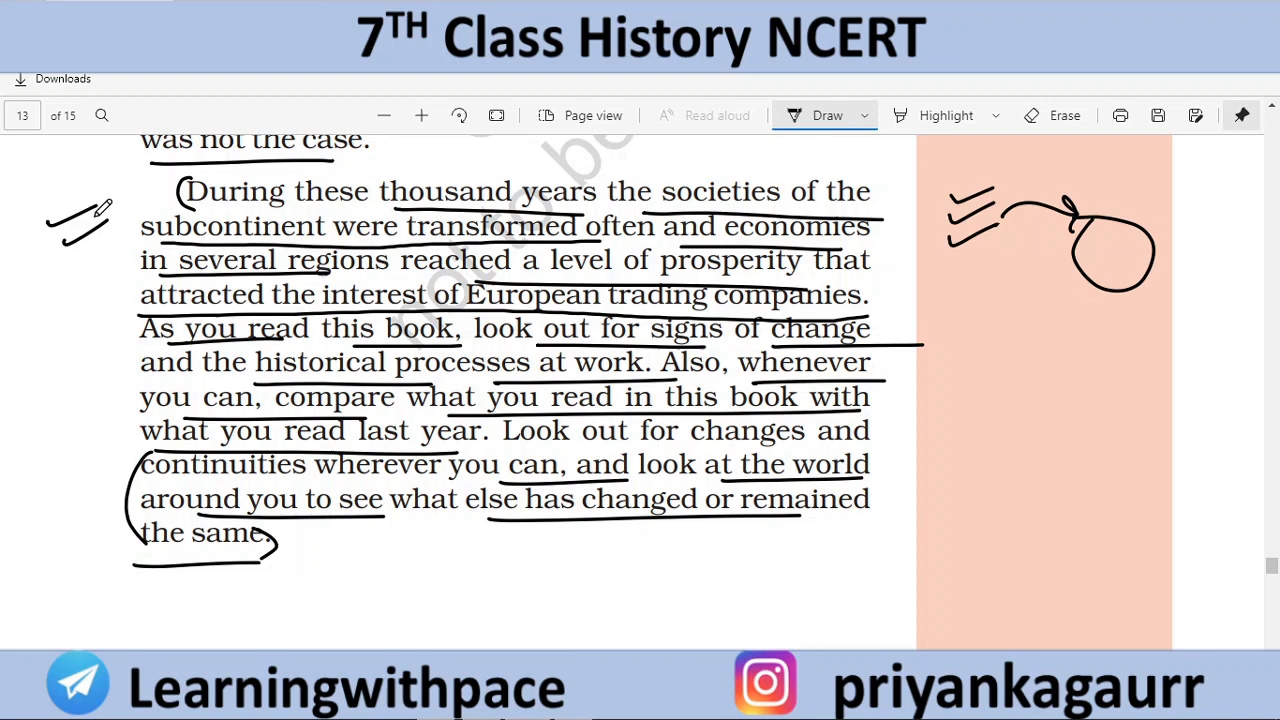 7TH Class History NCERT
Downloads
13 of 15 Page view Read aloud Draw Highlight Erase
was not the case.
During these thousand years the societies of the
subcontinent were transformed often and economies
in several regions reached a level of prosperity that
attracted the interest of European trading companies.
As you read this book, look out for signs of change
and the historical processes at work. Also, whenever
you can, compare what you read in this book with
what you read last year. Look out for changes and
continuities wherever you can, and look at the world
around you to see what else has changed or remained
the same.
not to be
Learningwithpace priyankagaurr